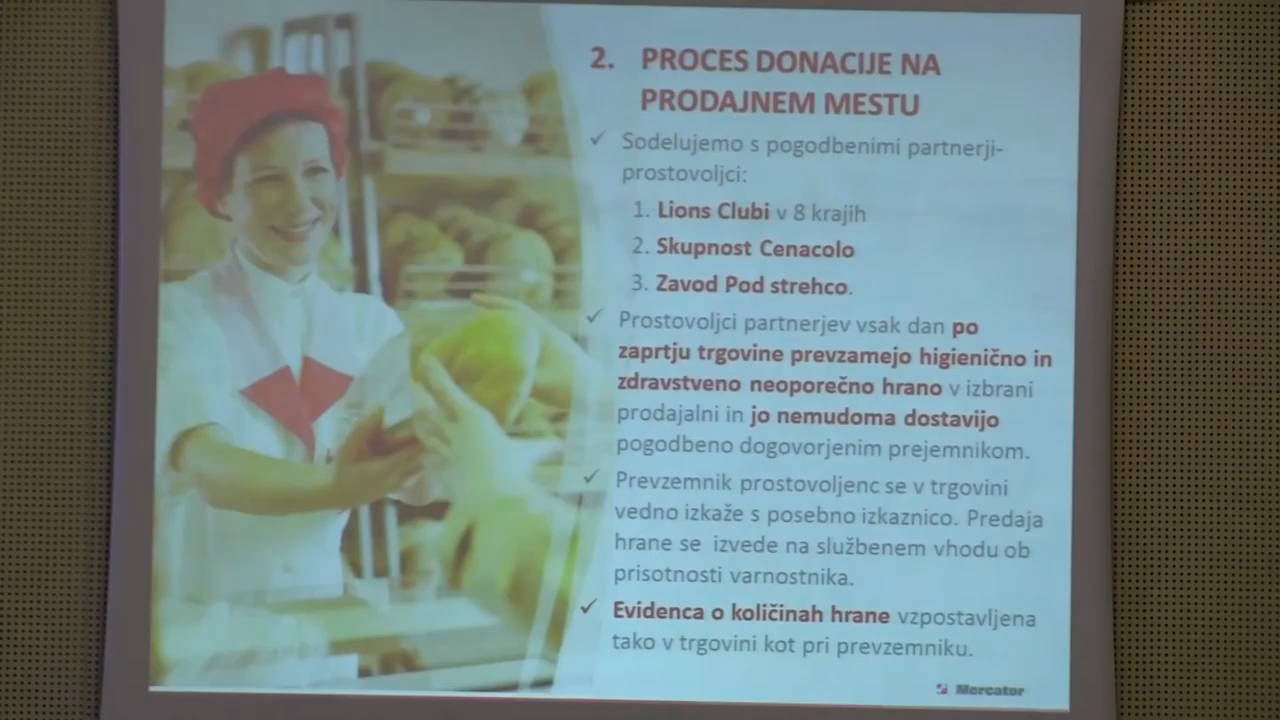 2. PROCES DONACIJE NA
PRODAJNEM MESTU
✓ Sodelujemo s pogodbenimi partnerji-
prostovoljci:
1. Lions Clubi v 8 krajih
2. Skupnost Cenacolo
3. Zavod Pod strehco.
✓ Prostovoljci partnerjev vsak dan po
zaprtju trgovine prevzamejo higienično in
zdravstveno neoporečno hrano v izbrani
prodajalni in jo nemudoma dostavijo
pogodbeno dogovorjenim prejemnikom.
✓ Prevzemnik prostovoljenc se v trgovini
vedno izkaže s posebno izkaznico. Predaja
hrane se izvede na službenem vhodu ob
prisotnosti varnostnika.
✓ Evidenca o količinah hrane vzpostavljena
tako v trgovini kot pri prevzemniku.
Mercator